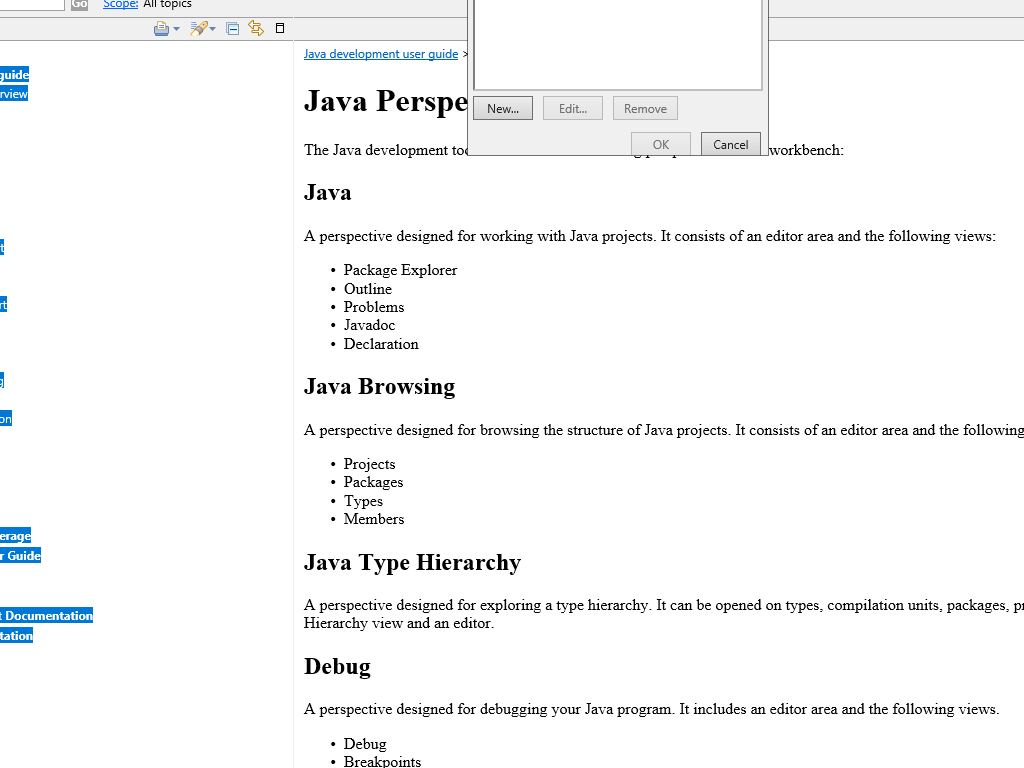 Go Scope: All topics
guide
rview
t
rt
g
on
erage
r Guide
t Documentation
tation
Java development user guide >
New... Edit... Remove
OK Cancel
Java Perspe
The Java development too workbench:
Java
A perspective designed for working with Java projects. It consists of an editor area and the following views:
• Package Explorer
• Outline
• Problems
• Javadoc
• Declaration
Java Browsing
A perspective designed for browsing the structure of Java projects. It consists of an editor area and the following
• Projects
• Packages
• Types
• Members
Java Type Hierarchy
A perspective designed for exploring a type hierarchy. It can be opened on types, compilation units, packages, pr
Hierarchy view and an editor.
Debug
A perspective designed for debugging your Java program. It includes an editor area and the following views.
• Debug
• Breakpoints